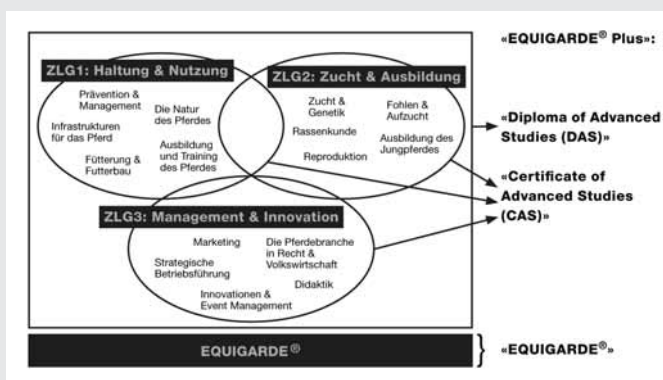 «EQUIGARDE® Plus»:
ZLG1: Haltung & Nutzung
Prävention &
Management
Die Natur
des Pferdes
Infrastrukturen
für das Pferd
Ausbildung
und Training
des Pferdes
Fütterung &
Futterbau
ZLG2: Zucht & Ausbildung
Zucht &
Genetik
Fohlen &
Aufzucht
Rassenkunde
Ausbildung des
Jungpferdes
Reproduktion
«Diploma of Advanced
Studies (DAS)»
«Certificate of
Advanced Studies
(CAS)»
ZLG3: Management & Innovation
Marketing
Die Pferdebranche
in Recht &
Volkswirtschaft
Strategische
Betriebsführung
Didaktik
Innovationen &
Event Management
EQUIGARDE®
} «EQUIGARDE®»